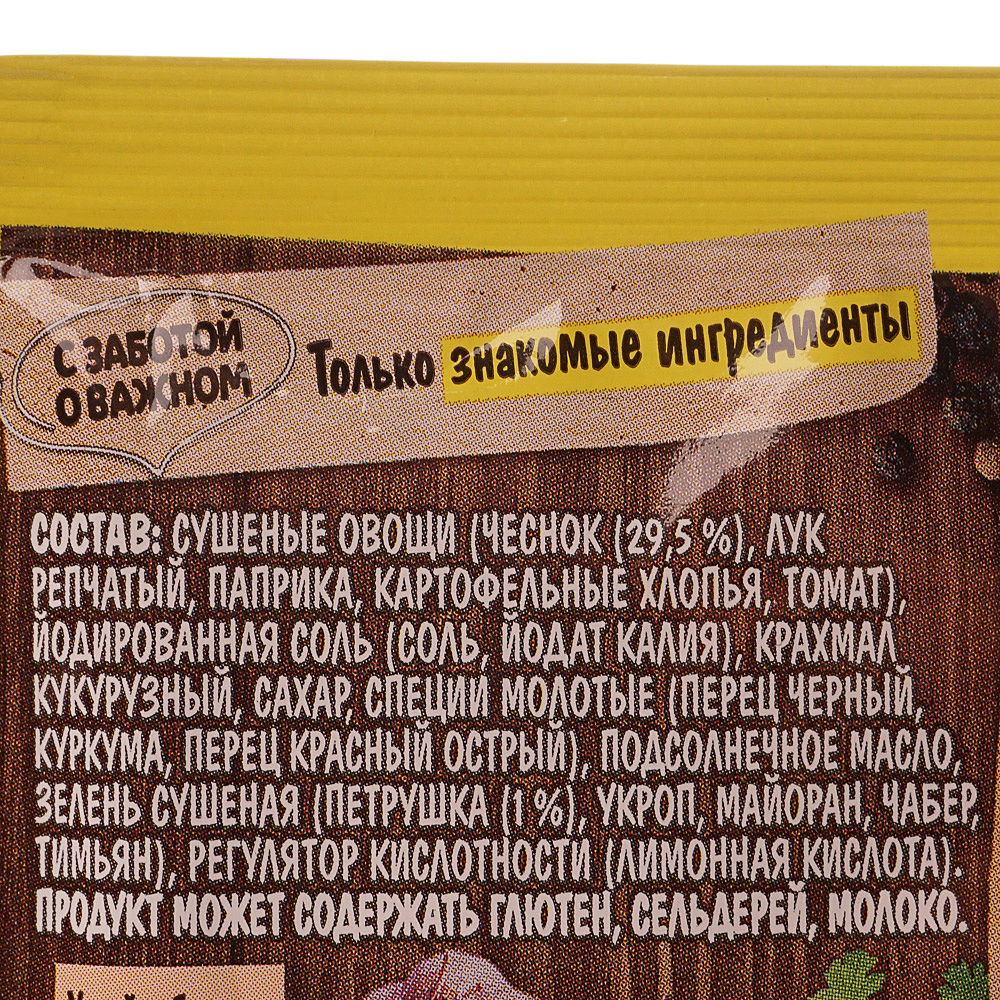 С ЗАБОТОЙ
О ВАЖНОМ
Только знакомые ингредиенты
СОСТАВ: СУШЕНЫЕ ОВОЩИ (ЧЕСНОК (29,5 %), ЛУК
РЕПЧАТЫЙ, ПАПРИКА, КАРТОФЕЛЬНЫЕ ХЛОПЬЯ, ТОМАТ),
ЙОДИРОВАННАЯ СОЛЬ (СОЛЬ, ЙОДАТ КАЛИЯ), КРАХМАЛ
КУКУРУЗНЫЙ, САХАР, СПЕЦИИ МОЛОТЫЕ (ПЕРЕЦ ЧЕРНЫЙ,
КУРКУМА, ПЕРЕЦ КРАСНЫЙ ОСТРЫЙ), ПОДСОЛНЕЧНОЕ МАСЛО,
ЗЕЛЕНЬ СУШЕНАЯ (ПЕТРУШКА (1 %), УКРОП, МАЙОРАН, ЧАБЕР,
ТИМЬЯН), РЕГУЛЯТОР КИСЛОТНОСТИ (ЛИМОННАЯ КИСЛОТА).
ПРОДУКТ МОЖЕТ СОДЕРЖАТЬ ГЛЮТЕН, СЕЛЬДЕРЕЙ, МОЛОКО.